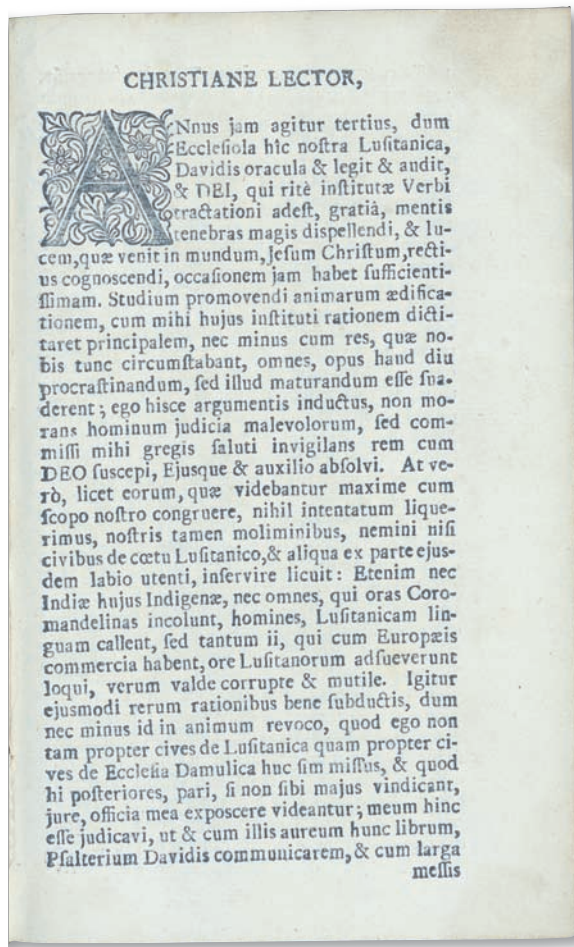 CHRISTIANE LECTOR,
ANnus jam agitur tertius, dum
Ecclesiola hîc nostra Lusitanica,
Davidis oracula & legit & audit,
& DEI, qui ritè institutæ Verbi
tractationi adest, gratiâ, mentis
tenebras magis dispellendi, & lu-
cem,quæ venit in mundum,Jesum Christum,recti-
us cognoscendi, occasionem jam habet sufficienti-
ssimam. Studium promovendi animarum ædifica-
tionem, cum mihi hujus instituti rationem dicti-
taret principalem, nec minus cum res, quæ no-
bis tunc circumstabant, omnes, opus haud diu
procrastinandum, sed illud maturandum esse sua-
derent; ego hisce argumentis inductus, non mo-
rans hominum judicia malevolorum, sed com-
missi mihi gregis saluti invigilans rem cum
DEO suscepi, Ejusque & auxilio absolvi. At ve-
rò, licet eorum, quæ videbantur maxime cum
scopo nostro congruere, nihil intentatum lique-
rimus, nostris tamen moliminibus, nemini nisi
civibus de cœtu Lusitanico,& aliqua ex parte ejus-
dem labio utenti, inservire licuit: Etenim nec
Indiæ hujus Indigenæ, nec omnes, qui oras Coro-
mandelinas incolunt, homines, Lusitanicam lin-
guam callent, sed tantum ii, qui cum Europæis
commercia habent, ore Lusitanorum adsueverunt
loqui, verum valde corrupte & mutile. Igitur
ejusmodi rerum rationibus bene subductis, dum
nec minus id in animum revoco, quod ego non
tam propter cives de Lusitanica quam propter ci-
ves de Ecclesia Damulica huc sim missus, & quod
hi posteriores, pari, si non sibi majus vindicant,
jure, officia mea exposcere videantur; meum hinc
esse judicavi, ut & cum illis aureum hunc librum,
Psalterium Davidis communicarem, & cum larga
messis